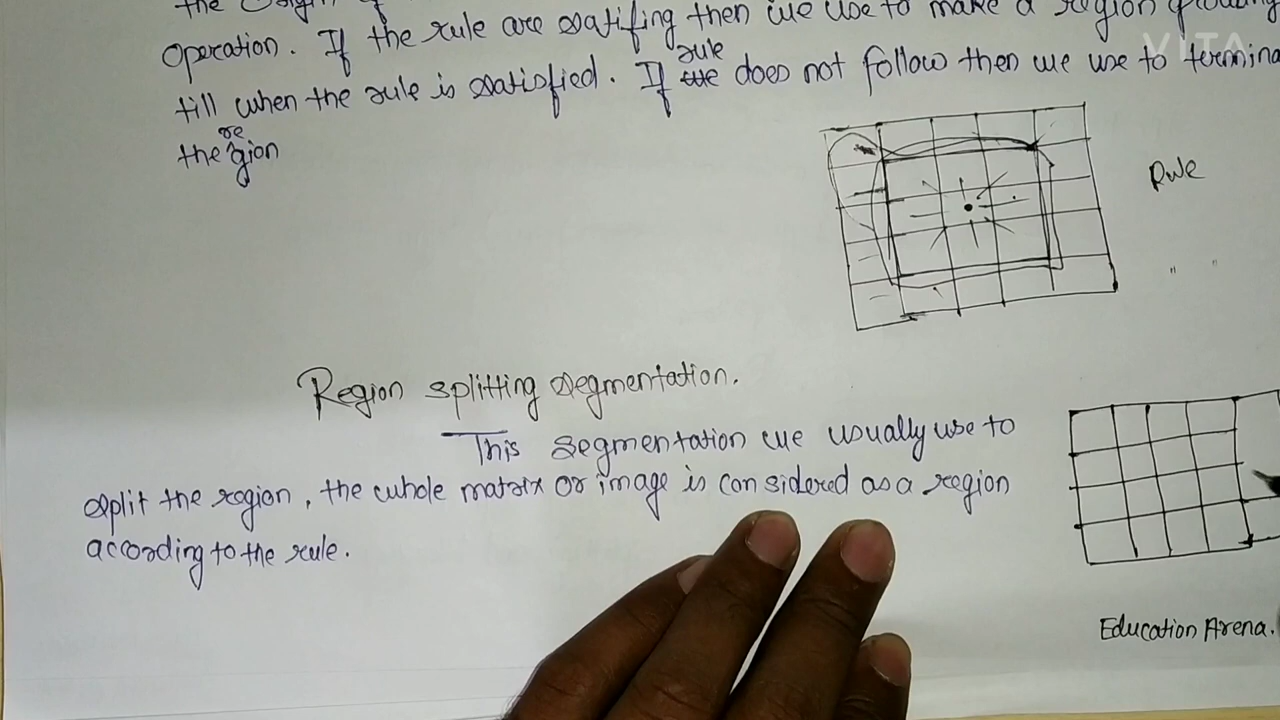 the Origin
operation. If the rule are satifing then we use to make a region growing
till when the rule is satisfied. If the rule does not follow then we use to termina
the region
Rule
Region splitting segmentation.
This segmentation we usually use to
split the region, the whole matrix or image is considered as a region
according to the rule.
Education Arena.
VITA